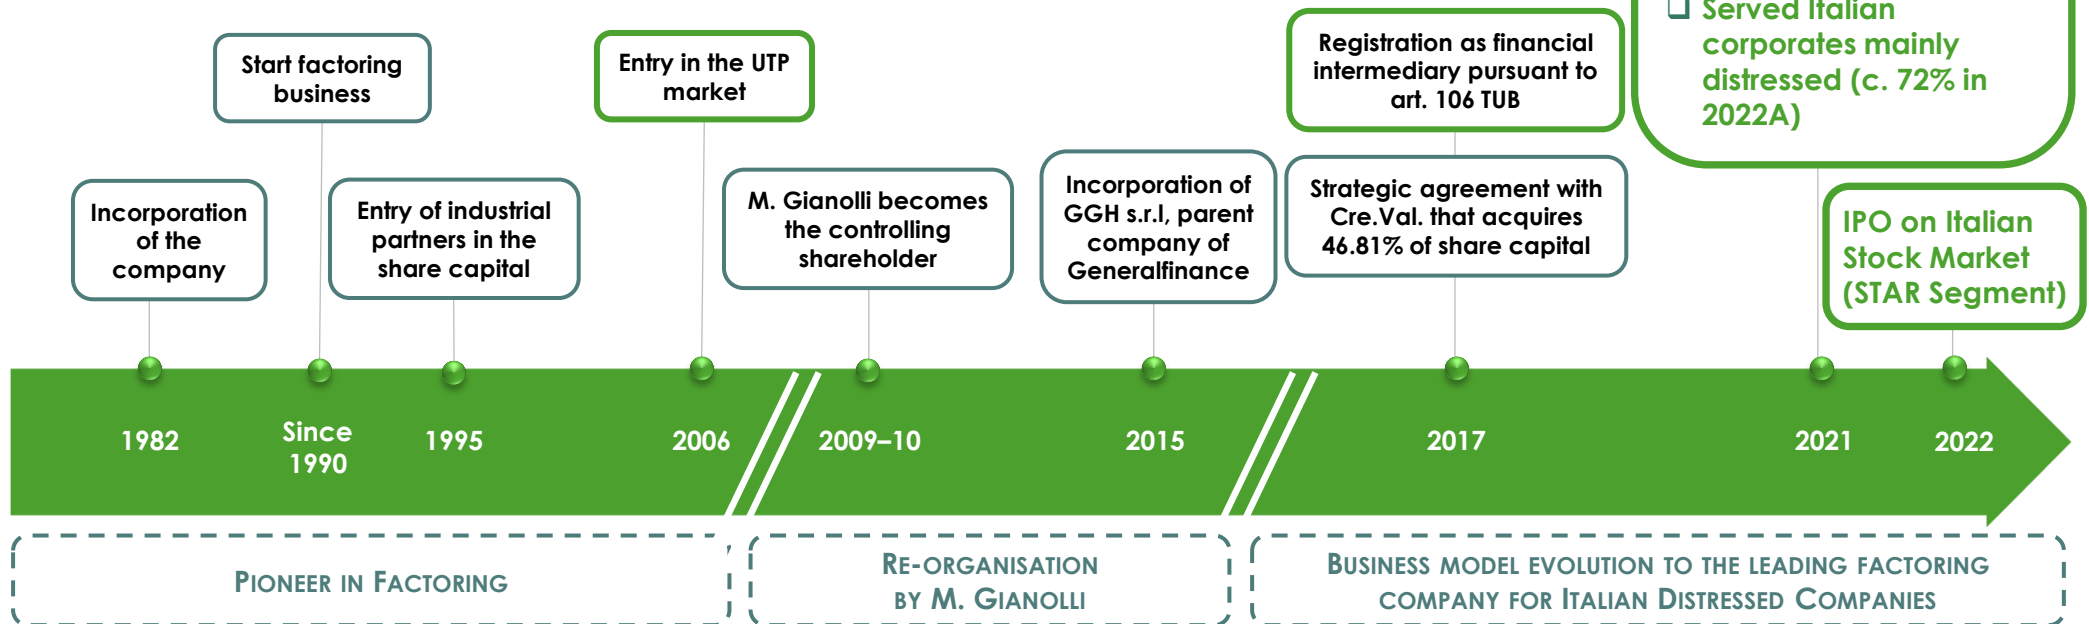 Served Italian
corporates mainly
distressed (c. 72% in
2022A)
Start factoring
business
Entry in the UTP
market
Registration as financial
intermediary pursuant to
art. 106 TUB
Incorporation
of the
company
Entry of industrial
partners in the
share capital
M. Gianolli becomes
the controlling
shareholder
Incorporation of
GGH s.r.l, parent
company of
Generalfinance
Strategic agreement with
Cre.Val. that acquires
46.81% of share capital
IPO on Italian
Stock Market
(STAR Segment)
1982
Since
1990
1995
2006
2009–10
2015
2017
2021
2022
PIONEER IN FACTORING
RE-ORGANISATION
BY M. GIANOLLI
BUSINESS MODEL EVOLUTION TO THE LEADING FACTORING
COMPANY FOR ITALIAN DISTRESSED COMPANIES